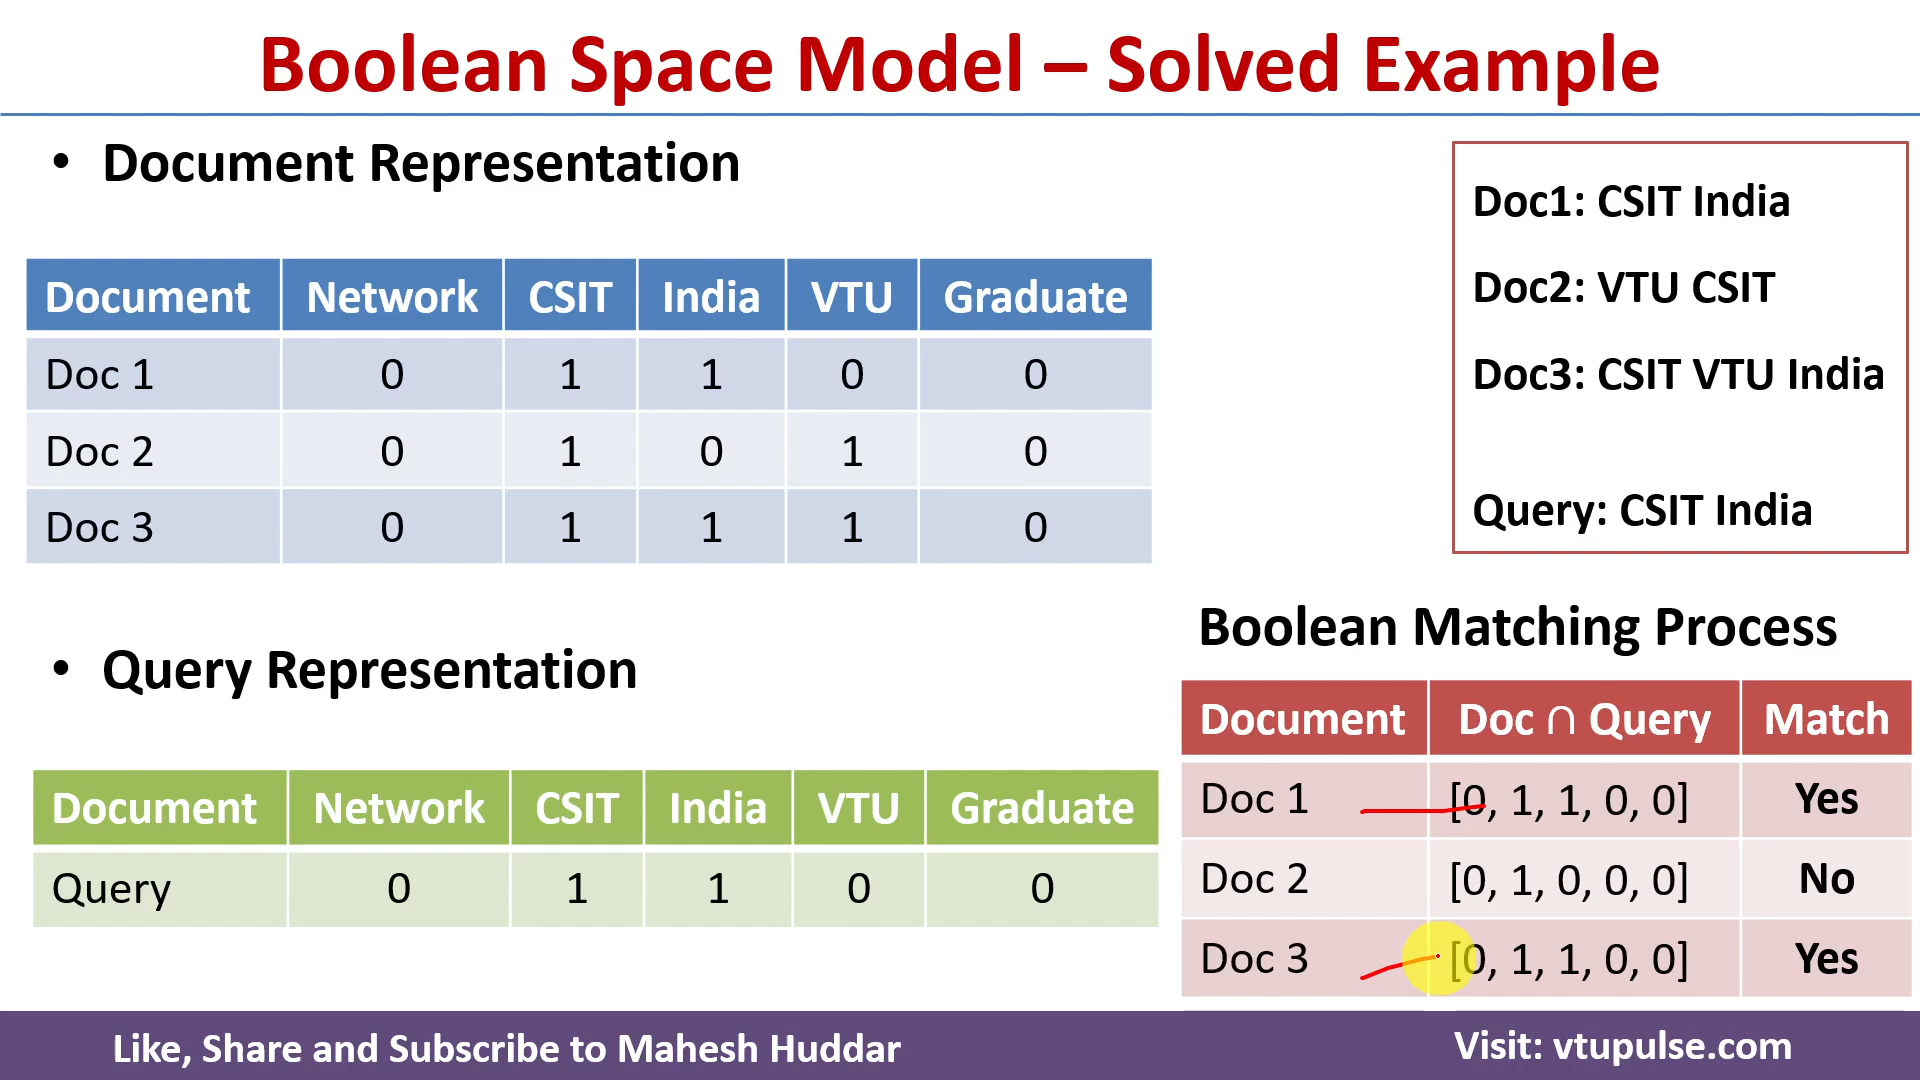 Boolean Space Model – Solved Example
• Document Representation
Document Network CSIT India VTU Graduate
Doc 1 0 1 1 0 0
Doc 2 0 1 0 1 0
Doc 3 0 1 1 1 0
Doc1: CSIT India
Doc2: VTU CSIT
Doc3: CSIT VTU India
Query: CSIT India
• Query Representation
Document Network CSIT India VTU Graduate
Query 0 1 1 0 0
Boolean Matching Process
Document Doc ∩ Query Match
Doc 1 [0, 1, 1, 0, 0] Yes
Doc 2 [0, 1, 0, 0, 0] No
Doc 3 [0, 1, 1, 0, 0] Yes
Like, Share and Subscribe to Mahesh Huddar
Visit: vtupulse.com